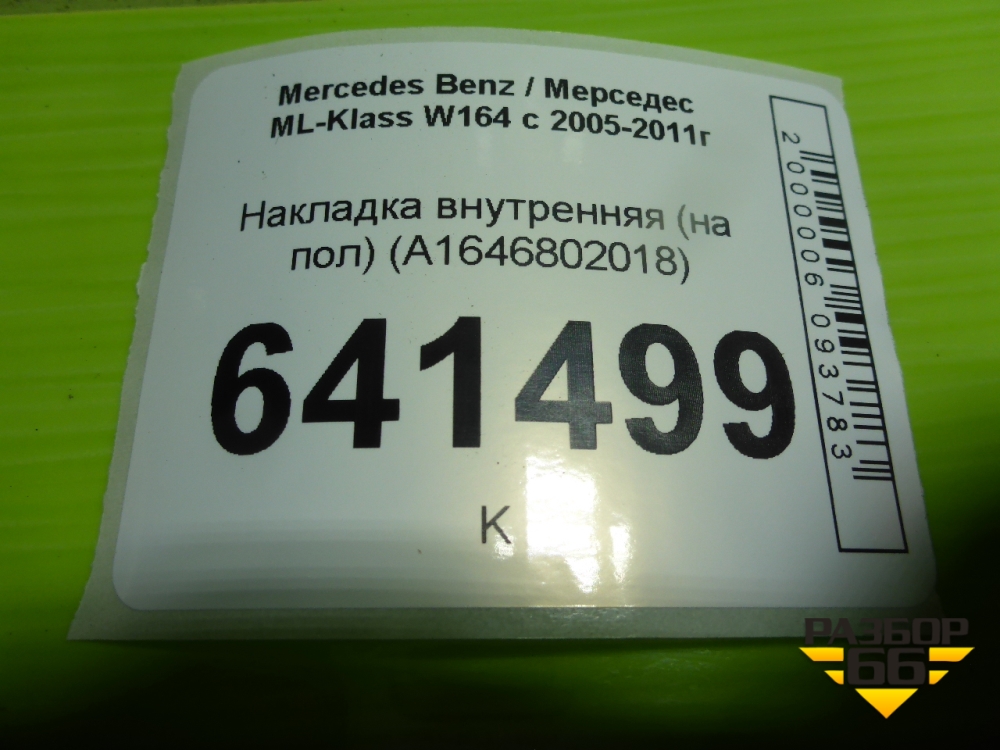 Mercedes Benz / Мерседес
ML-Klass W164 с 2005-2011г
Накладка внутренняя (на
пол) (A1646802018)
641499
К
2000006093783
РАЗБОР
66